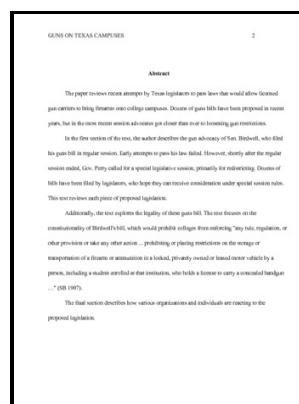 GUNS ON TEXAS CAMPUSES 2
Abstract
The paper reviews recent attempts by Texas legislators to pass laws that would allow licensed
gun carriers to bring firearms onto college campuses. Dozens of guns bills have been proposed in recent
years, but in the most recent session advocates got closer than ever to loosening gun restrictions.
In the first section of the text, the author describes the gun advocacy of Sen. Birdwell, who filed
his guns bill in regular session. Early attempts to pass his law failed. However, shortly after the regular
session ended, Gov. Perry called for a special legislative session, primarily for redistricting. Dozens of
bills have been filed by legislators, who hope they can receive consideration under special session rules.
This text reviews each piece of proposed legislation.
Additionally, the text explores the legality of these guns bill. The text focuses on the
constitutionality of Birdwell's bill, which would prohibit colleges from enforcing "any rule, regulation, or
other provision or take any other action ... prohibiting or placing restrictions on the storage or
transportation of a firearm or ammunition in a locked, privately owned or leased motor vehicle by a
person, including a student enrolled at that institution, who holds a license to carry a concealed handgun
..." (SB 1907).
The final section describes how various organizations and individuals are reacting to the
proposed legislation.